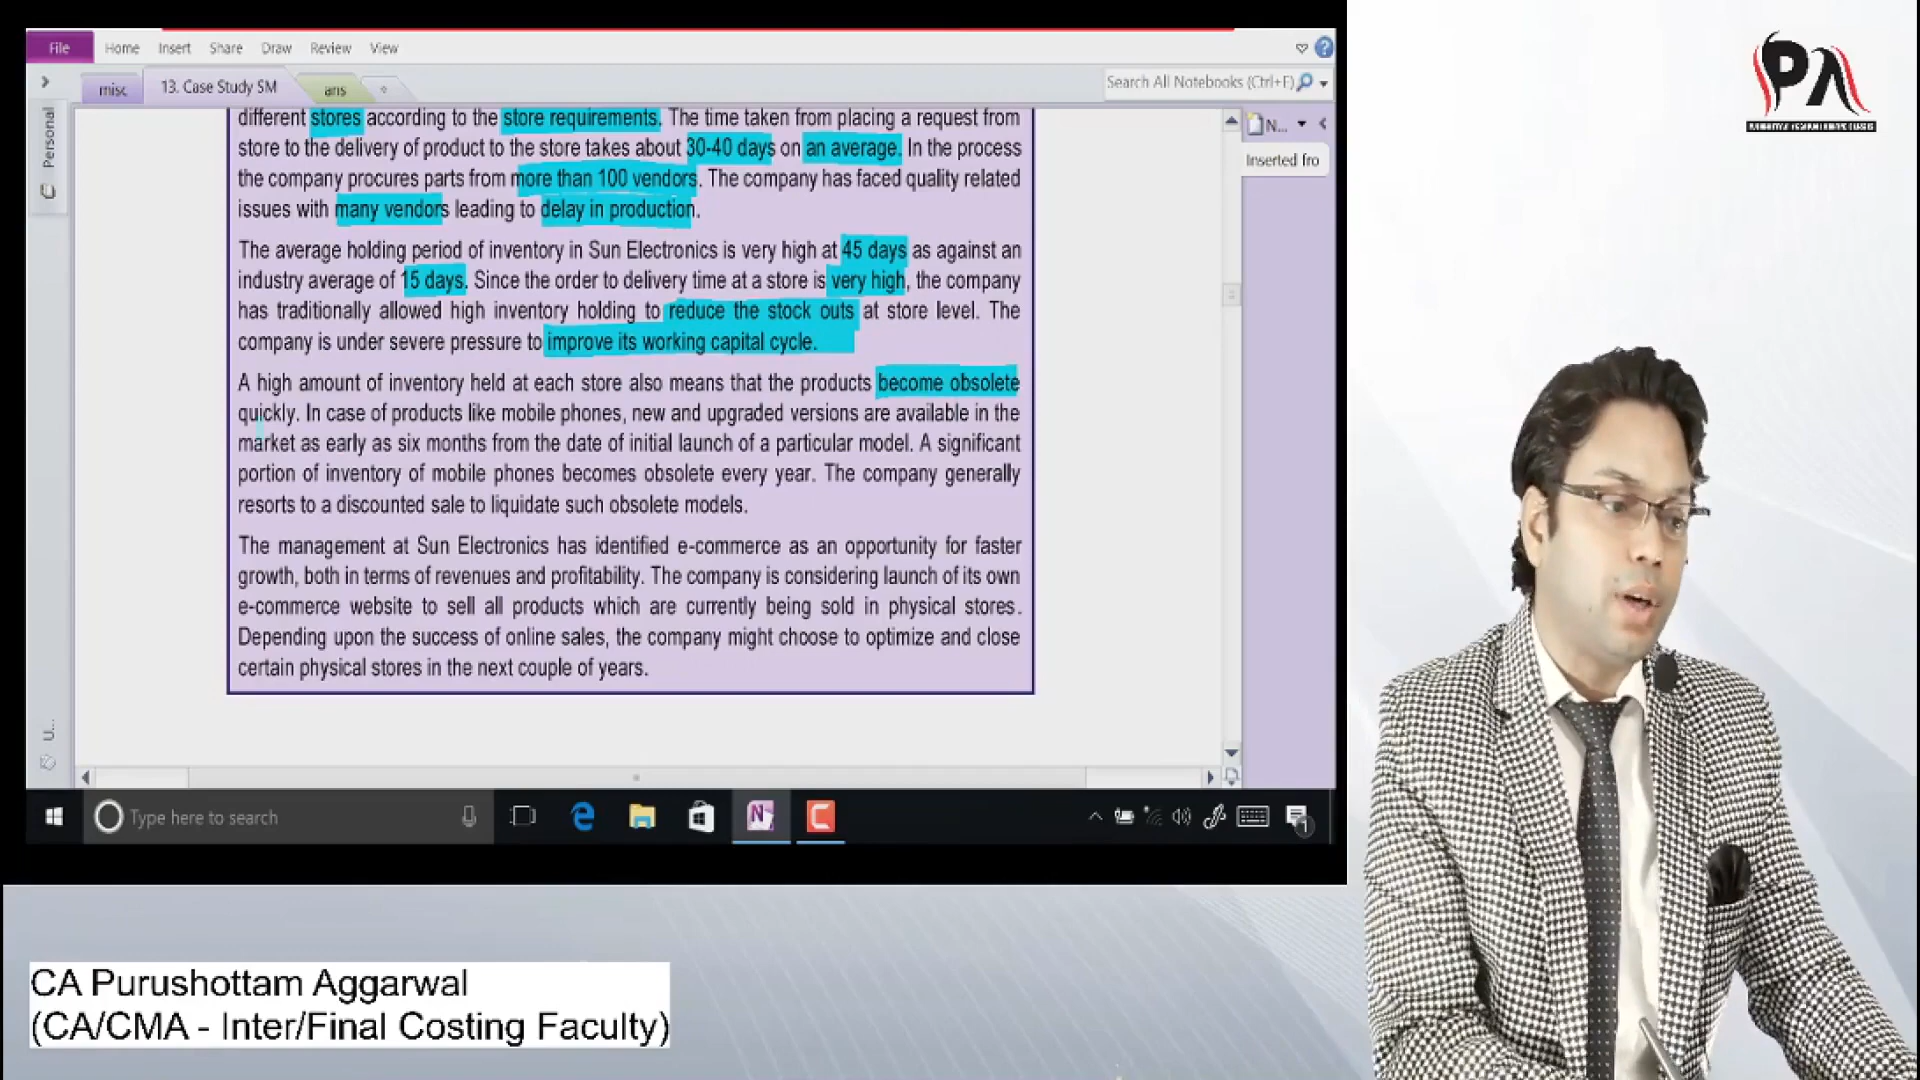 File Home Insert Share Draw Review View
misc 13. Case Study SM ans
Search All Notebooks (Ctrl+E)
Personal
N...
Inserted fro
different stores according to the store requirements. The time taken from placing a request from
store to the delivery of product to the store takes about 30-40 days on an average. In the process
the company procures parts from more than 100 vendors. The company has faced quality related
issues with many vendors leading to delay in production.
The average holding period of inventory in Sun Electronics is very high at 45 days as against an
industry average of 15 days. Since the order to delivery time at a store is very high, the company
has traditionally allowed high inventory holding to reduce the stock outs at store level. The
company is under severe pressure to improve its working capital cycle.
A high amount of inventory held at each store also means that the products become obsolete
quickly. In case of products like mobile phones, new and upgraded versions are available in the
market as early as six months from the date of initial launch of a particular model. A significant
portion of inventory of mobile phones becomes obsolete every year. The company generally
resorts to a discounted sale to liquidate such obsolete models.
The management at Sun Electronics has identified e-commerce as an opportunity for faster
growth, both in terms of revenues and profitability. The company is considering launch of its own
e-commerce website to sell all products which are currently being sold in physical stores.
Depending upon the success of online sales, the company might choose to optimize and close
certain physical stores in the next couple of years.
U...
Type here to search
1
PA
CA Purushottam Aggarwal
(CA/CMA - Inter/Final Costing Faculty)